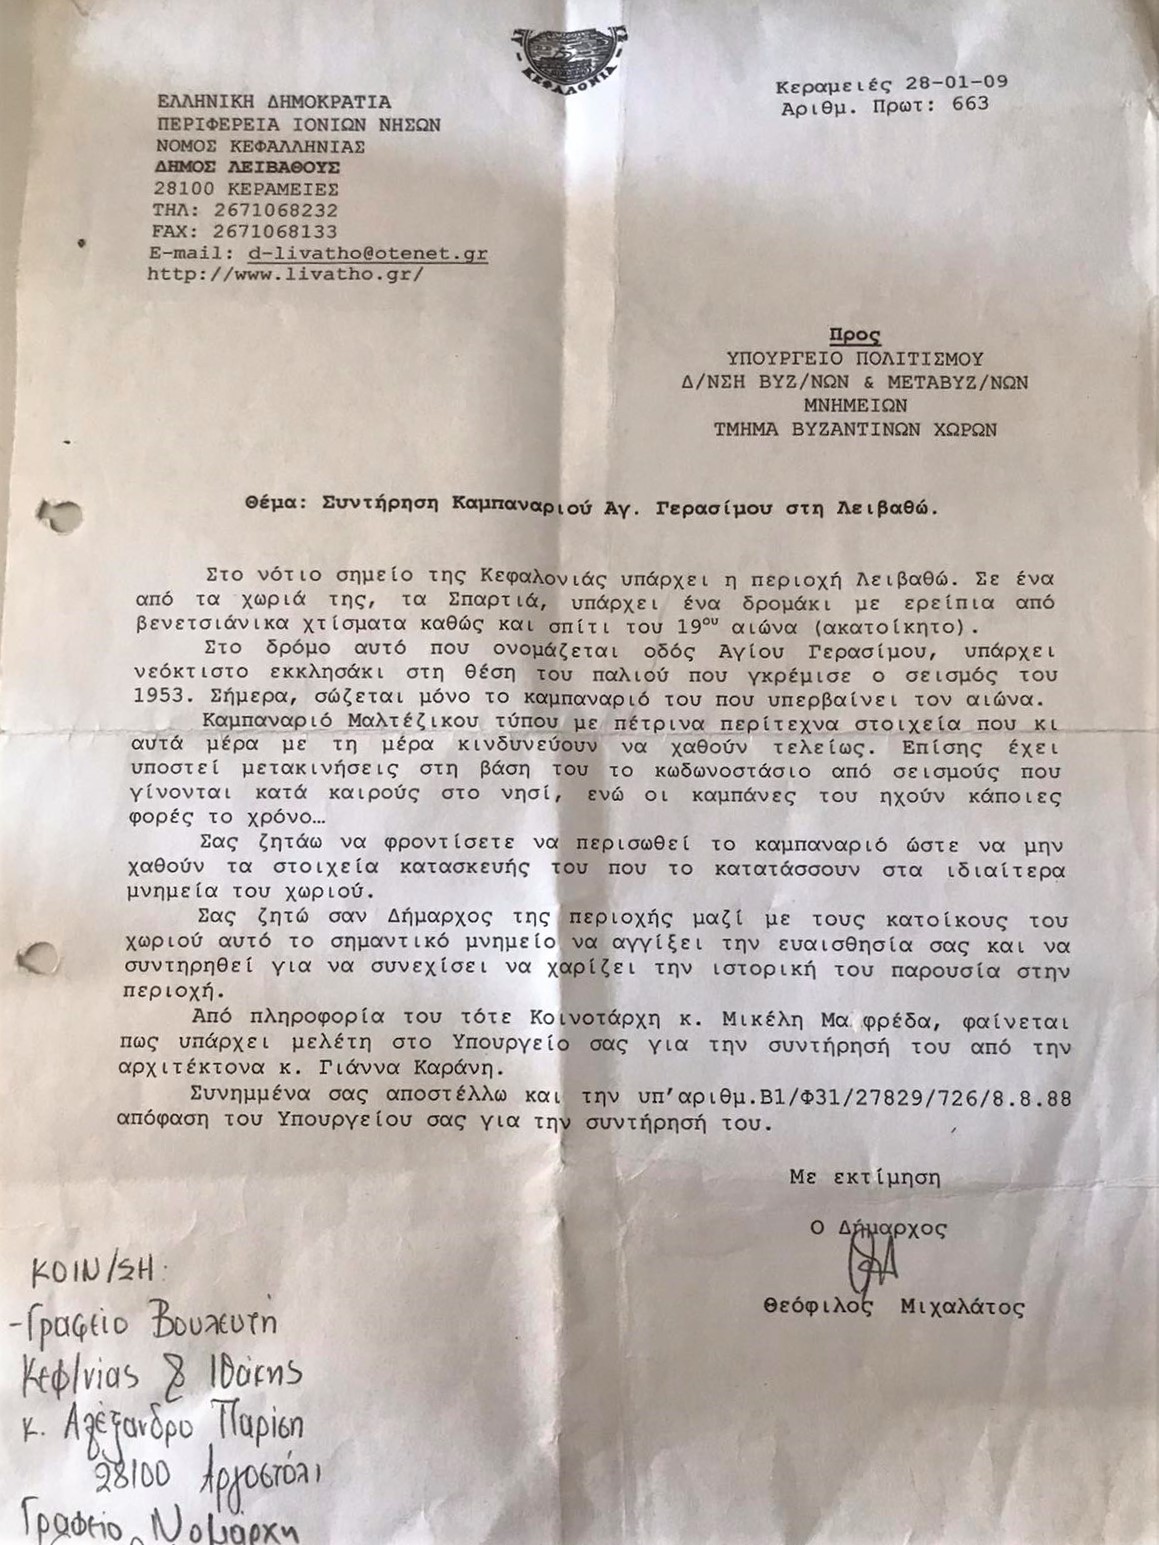 ΚΕΦΑΛΟΝΙΑ
Κεραμειές 28-01-09
Αριθμ. Πρωτ: 663
ΕΛΛΗΝΙΚΗ ΔΗΜΟΚΡΑΤΙΑ
ΠΕΡΙΦΕΡΕΙΑ ΙΟΝΙΩΝ ΝΗΣΩΝ
ΝΟΜΟΣ ΚΕΦΑΛΛΗΝΙΑΣ
ΔΗΜΟΣ ΛΕΙΒΑΘΟΥΣ
28100 ΚΕΡΑΜΕΙΕΣ
ΤΗΛ: 2671068232
FAX: 2671068133
E-mail: d-livatho@otenet.gr
http://www.livatho.gr/
Προς
ΥΠΟΥΡΓΕΙΟ ΠΟΛΙΤΙΣΜΟΥ
Δ/ΝΣΗ ΒΥΖ/ΝΩΝ & ΜΕΤΑΒΥΖ/ΝΩΝ
ΜΝΗΜΕΙΩΝ
ΤΜΗΜΑ ΒΥΖΑΝΤΙΝΩΝ ΧΩΡΩΝ
Θέμα: Συντήρηση Καμπαναριού Αγ. Γερασίμου στη Λειβαθώ.
Στο νότιο σημείο της Κεφαλονιάς υπάρχει η περιοχή Λειβαθώ. Σε ένα
από τα χωριά της, τα Σπαρτιά, υπάρχει ένα δρομάκι με ερείπια από
βενετσιάνικα χτίσματα καθώς και σπίτι του 19ου αιώνα (ακατοίκητο).
Στο δρόμο αυτό που ονομάζεται οδός Αγίου Γερασίμου, υπάρχει
νεόκτιστο εκκλησάκι στη θέση του παλιού που γκρέμισε ο σεισμός του
1953. Σήμερα, σώζεται μόνο το καμπαναριό του που υπερβαίνει τον αιώνα.
Καμπαναριό Μαλτέζικου τύπου με πέτρινα περίτεχνα στοιχεία που κι
αυτά μέρα με τη μέρα κινδυνεύουν να χαθούν τελείως. Επίσης έχει
υποστεί μετακινήσεις στη βάση του το κωδωνοστάσιο από σεισμούς που
γίνονται κατά καιρούς στο νησί, ενώ οι καμπάνες του ηχούν κάποιες
φορές το χρόνο…
Σας ζητάω να φροντίσετε να περισωθεί το καμπαναριό ώστε να μην
χαθούν τα στοιχεία κατασκευής του που το κατατάσσουν στα ιδιαίτερα
μνημεία του χωριού.
Σας ζητώ σαν Δήμαρχος της περιοχής μαζί με τους κατοίκους του
χωριού αυτό το σημαντικό μνημείο να αγγίξει την ευαισθησία σας και να
συντηρηθεί για να συνεχίσει να χαρίζει την ιστορική του παρουσία στην
περιοχή.
Από πληροφορία του τότε Κοινοτάρχη κ. Μικέλη Μα φρέδα, φαίνεται
πως υπάρχει μελέτη στο Υπουργείο σας για την συντήρησή του από την
αρχιτέκτονα κ. Γιάννα Καράνη.
Συνημμένα σας αποστέλλω και την υπ’αριθμ.Β1/Φ31/27829/726/8.8.88
απόφαση του Υπουργείου σας για την συντήρησή του.
Με εκτίμηση
Ο Δήμαρχος
Θεόφιλος Μιχαλάτος
ΚΟΙΝ/ΣΗ:
-Γραφείο Βουλευτή
Κεφ/νίας & Ιθάκης
κ. Αλέξανδρο Παρίση
28100 Αργοστόλι
Γραφείο Νομάρχη